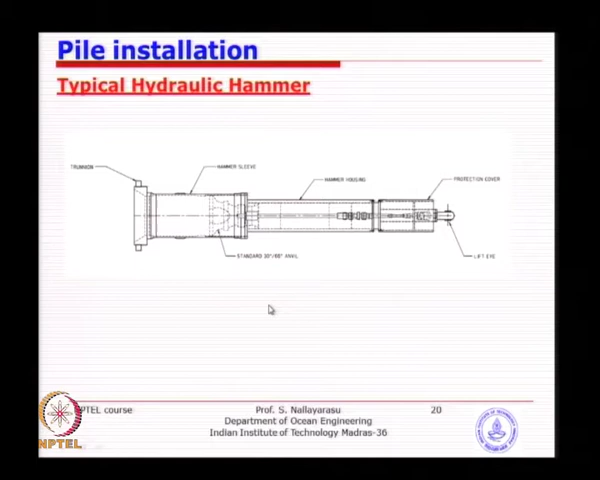 Pile installation
Typical Hydraulic Hammer
TRUNNION
HAMMER SLEEVE
HAMMER HOUSING
PROTECTION COVER
STANDARD 30"/60" ANVIL
LIFT EYE
NPTEL course
Prof. S. Nallayarasu
20
Department of Ocean Engineering
Indian Institute of Technology Madras-36
NPTEL